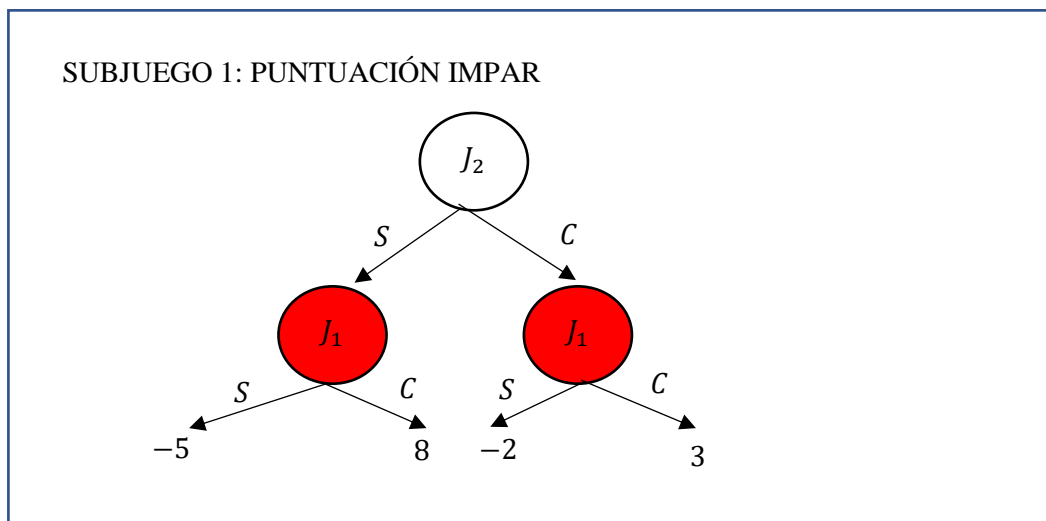 SUBJUEGO 1: PUNTUACIÓN IMPAR
J₂
S C
J₁ J₁
S C S C
−5 8 −2 3